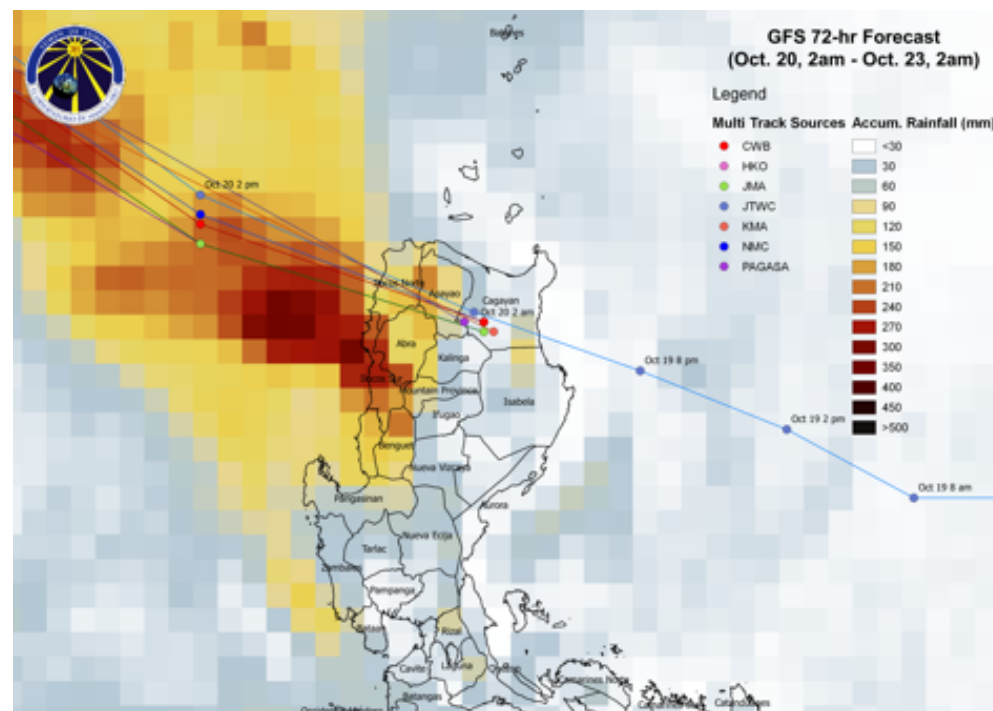 GFS 72-hr Forecast
(Oct. 20, 2am - Oct. 23, 2am)
Legend
Multi Track Sources
CWB
HKO
JMA
JTWC
KMA
NMC
PAGASA
Accum. Rainfall (mm)
<30
30
60
90
120
150
180
210
240
270
300
350
400
450
>500
Batanes
Oct 20 2 pm
Ilocos Norte
Apayao
Cagayan
Oct 20 2 am
Abra
Kalinga
Oct 19 8 pm
Ilocos Sur
Mountain Province
Isabela
Ifugao
Oct 19 2 pm
Benguet
Nueva Vizcaya
Oct 19 8 am
Pangasinan
Aurora
Nueva Ecija
Tarlac
Zambales
Pampanga
Bataan
Rizal
Cavite
Laguna
Quezon
Camarines Norte
Batangas
Catanduanes